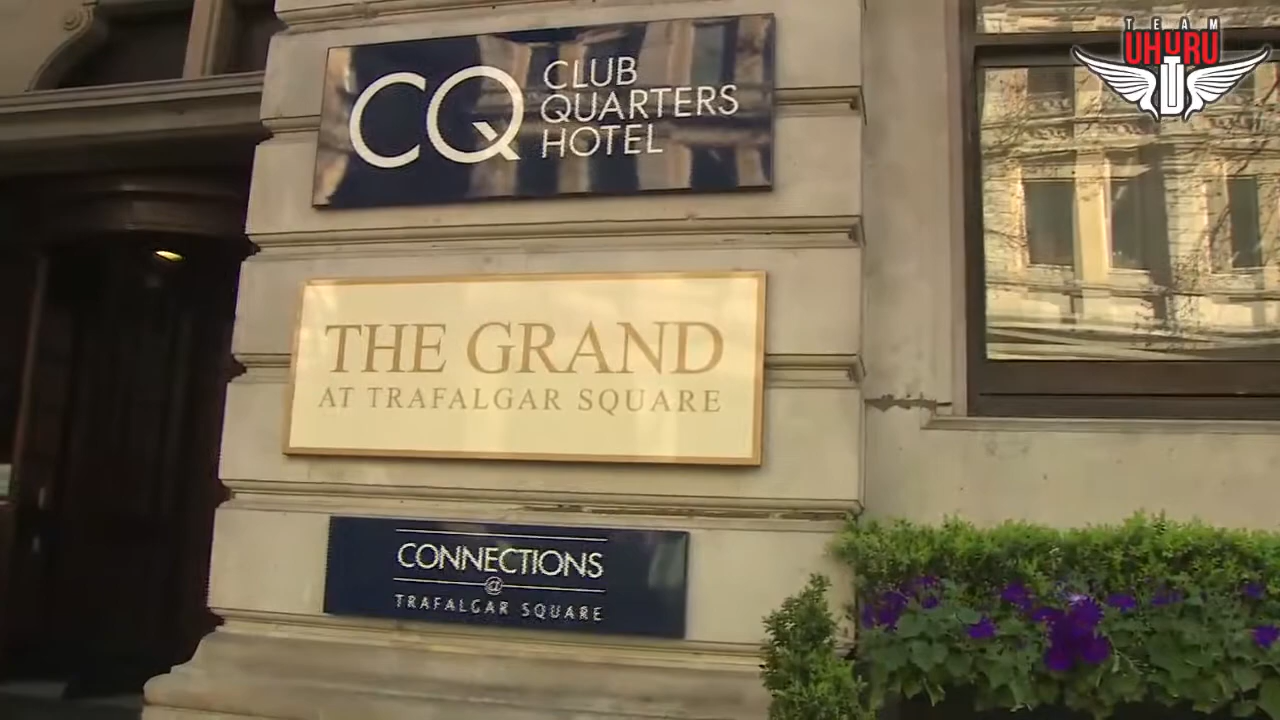 TEAM
UHURU
U
CQ
CLUB
QUARTERS
HOTEL
THE GRAND
AT TRAFALGAR SQUARE
CONNECTIONS
@
TRAFALGAR SQUARE